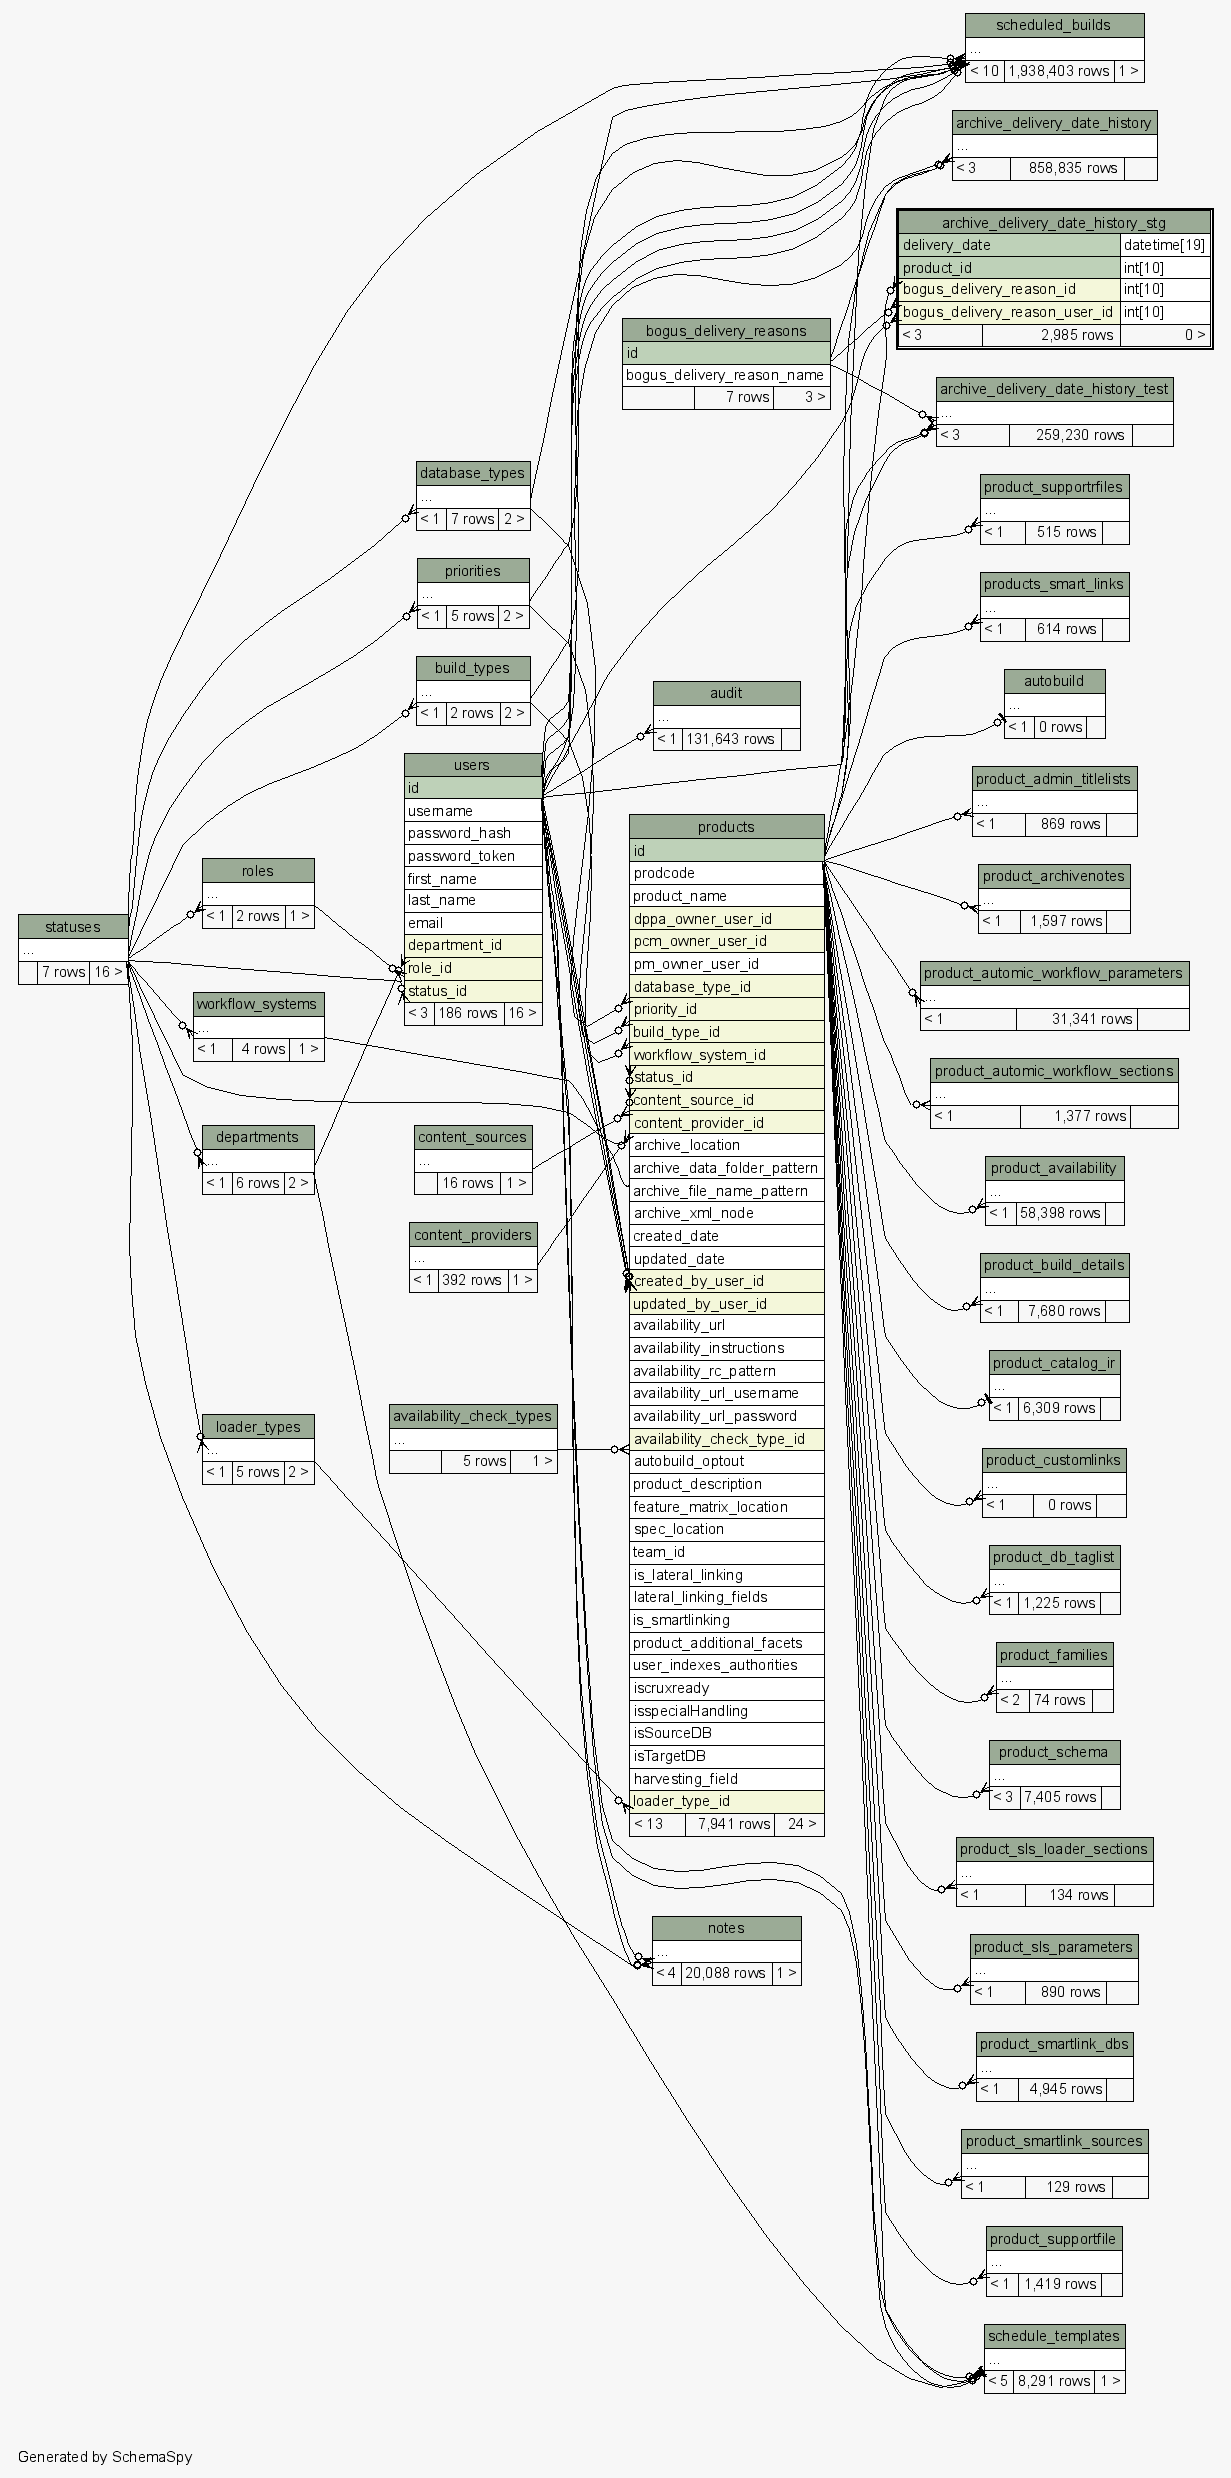 scheduled_builds
...
< 10 1,938,403 rows 1 >
archive_delivery_date_history
...
< 3 858,835 rows
archive_delivery_date_history_stg
delivery_date datetime[19]
product_id int[10]
bogus_delivery_reason_id int[10]
bogus_delivery_reason_user_id int[10]
< 3 2,985 rows 0 >
bogus_delivery_reasons
id
bogus_delivery_reason_name
7 rows 3 >
archive_delivery_date_history_test
...
< 3 259,230 rows
database_types
...
< 1 7 rows 2 >
product_supportrfiles
...
< 1 515 rows
priorities
...
< 1 5 rows 2 >
products_smart_links
...
< 1 614 rows
build_types
...
< 1 2 rows 2 >
audit
...
< 1 131,643 rows
autobuild
...
< 1 0 rows
users
id
username
password_hash
password_token
first_name
last_name
email
department_id
role_id
status_id
< 3 186 rows 16 >
product_admin_titlelists
...
< 1 869 rows
product_archivenotes
...
< 1 1,597 rows
roles
...
< 1 2 rows 1 >
statuses
...
7 rows 16 >
workflow_systems
...
< 1 4 rows 1 >
departments
...
< 1 6 rows 2 >
loader_types
...
< 1 5 rows 2 >
content_sources
...
16 rows 1 >
content_providers
...
< 1 392 rows 1 >
availability_check_types
...
5 rows 1 >
products
id
prodcode
product_name
dppa_owner_user_id
pcm_owner_user_id
pm_owner_user_id
database_type_id
priority_id
build_type_id
workflow_system_id
status_id
content_source_id
content_provider_id
archive_location
archive_data_folder_pattern
archive_file_name_pattern
archive_xml_node
created_date
updated_date
created_by_user_id
updated_by_user_id
availability_url
availability_instructions
availability_rc_pattern
availability_url_username
availability_url_password
availability_check_type_id
autobuild_optout
product_description
feature_matrix_location
spec_location
team_id
is_lateral_linking
lateral_linking_fields
is_smartlinking
product_additional_facets
user_indexes_authorities
iscruxready
isspecialHandling
isSourceDB
isTargetDB
harvesting_field
loader_type_id
< 13 7,941 rows 24 >
product_automic_workflow_parameters
...
< 1 31,341 rows
product_automic_workflow_sections
...
< 1 1,377 rows
product_availability
...
< 1 58,398 rows
product_build_details
...
< 1 7,680 rows
product_catalog_ir
...
< 1 6,309 rows
product_customlinks
...
< 1 0 rows
product_db_taglist
...
< 1 1,225 rows
product_families
...
< 2 74 rows
product_schema
...
< 3 7,405 rows
product_sls_loader_sections
...
< 1 134 rows
notes
...
< 4 20,088 rows 1 >
product_sls_parameters
...
< 1 890 rows
product_smartlink_dbs
...
< 1 4,945 rows
product_smartlink_sources
...
< 1 129 rows
product_supportfile
...
< 1 1,419 rows
schedule_templates
...
< 5 8,291 rows 1 >
Generated by SchemaSpy